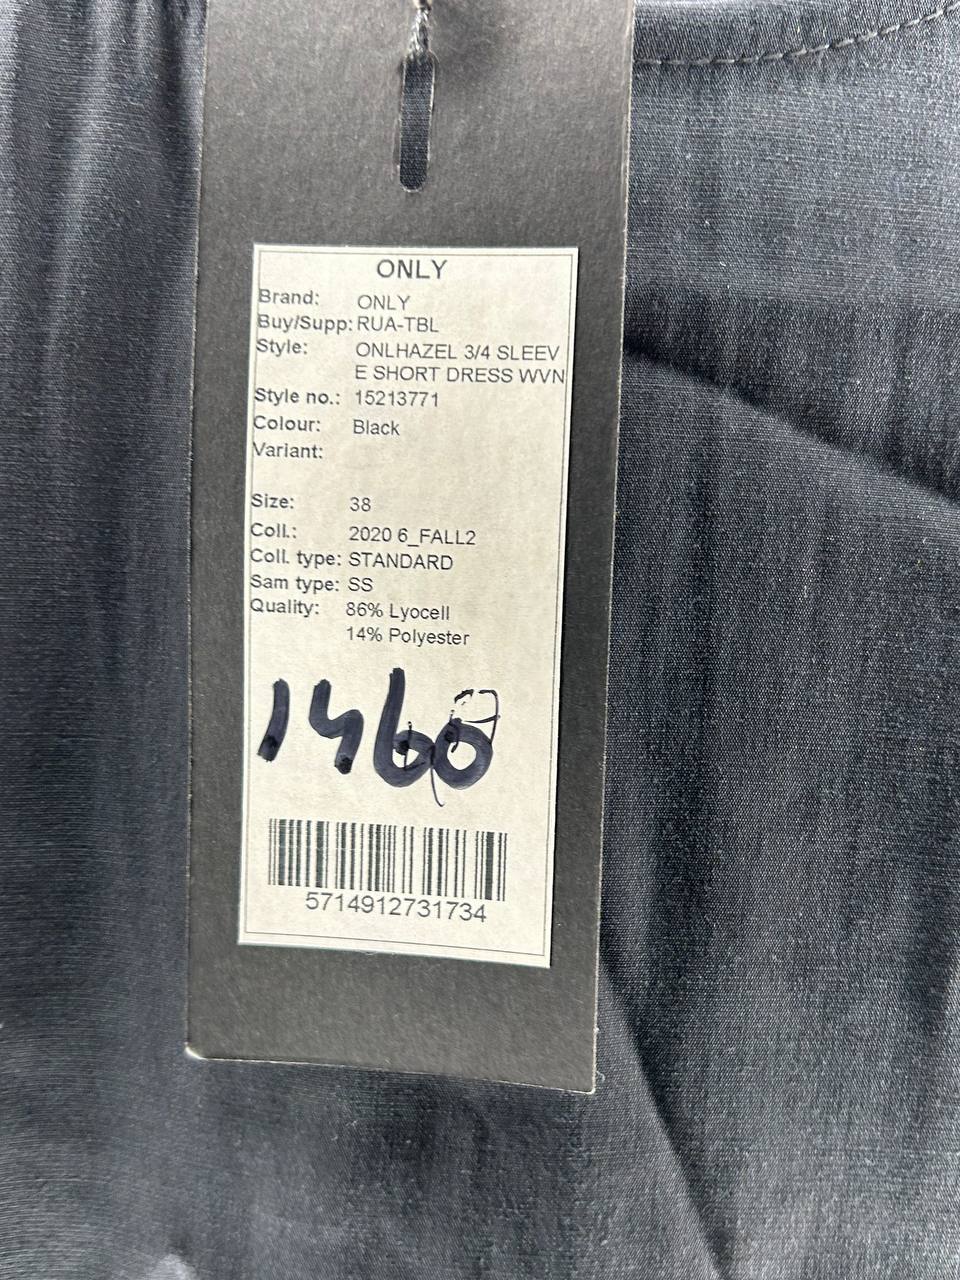 ONLY
Brand: ONLY
Buy/Supp: RUA-TBL
Style: ONLHAZEL 3/4 SLEEV
E SHORT DRESS WVN
Style no.: 15213771
Colour: Black
Variant:
Size: 38
Coll.: 2020 6_FALL2
Coll. type: STANDARD
Sam type: SS
Quality: 86% Lyocell
14% Polyester
1460
5714912731734